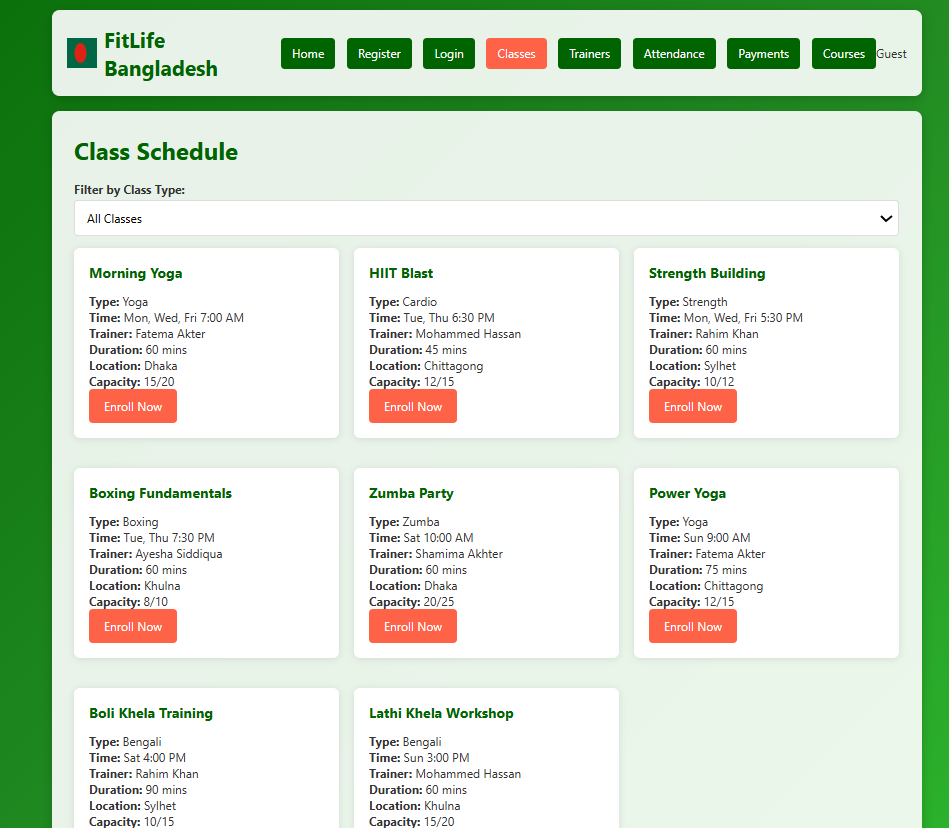 FitLife
Bangladesh
Home
Register
Login
Classes
Trainers
Attendance
Payments
Courses
Guest
Class Schedule
Filter by Class Type:
All Classes
Morning Yoga
Type: Yoga
Time: Mon, Wed, Fri 7:00 AM
Trainer: Fatema Akter
Duration: 60 mins
Location: Dhaka
Capacity: 15/20
Enroll Now
HIIT Blast
Type: Cardio
Time: Tue, Thu 6:30 PM
Trainer: Mohammed Hassan
Duration: 45 mins
Location: Chittagong
Capacity: 12/15
Enroll Now
Strength Building
Type: Strength
Time: Mon, Wed, Fri 5:30 PM
Trainer: Rahim Khan
Duration: 60 mins
Location: Sylhet
Capacity: 10/12
Enroll Now
Boxing Fundamentals
Type: Boxing
Time: Tue, Thu 7:30 PM
Trainer: Ayesha Siddiqua
Duration: 60 mins
Location: Khulna
Capacity: 8/10
Enroll Now
Zumba Party
Type: Zumba
Time: Sat 10:00 AM
Trainer: Shamima Akhter
Duration: 60 mins
Location: Dhaka
Capacity: 20/25
Enroll Now
Power Yoga
Type: Yoga
Time: Sun 9:00 AM
Trainer: Fatema Akter
Duration: 75 mins
Location: Chittagong
Capacity: 12/15
Enroll Now
Boli Khela Training
Type: Bengali
Time: Sat 4:00 PM
Trainer: Rahim Khan
Duration: 90 mins
Location: Sylhet
Capacity: 10/15
Lathi Khela Workshop
Type: Bengali
Time: Sun 3:00 PM
Trainer: Mohammed Hassan
Duration: 60 mins
Location: Khulna
Capacity: 15/20